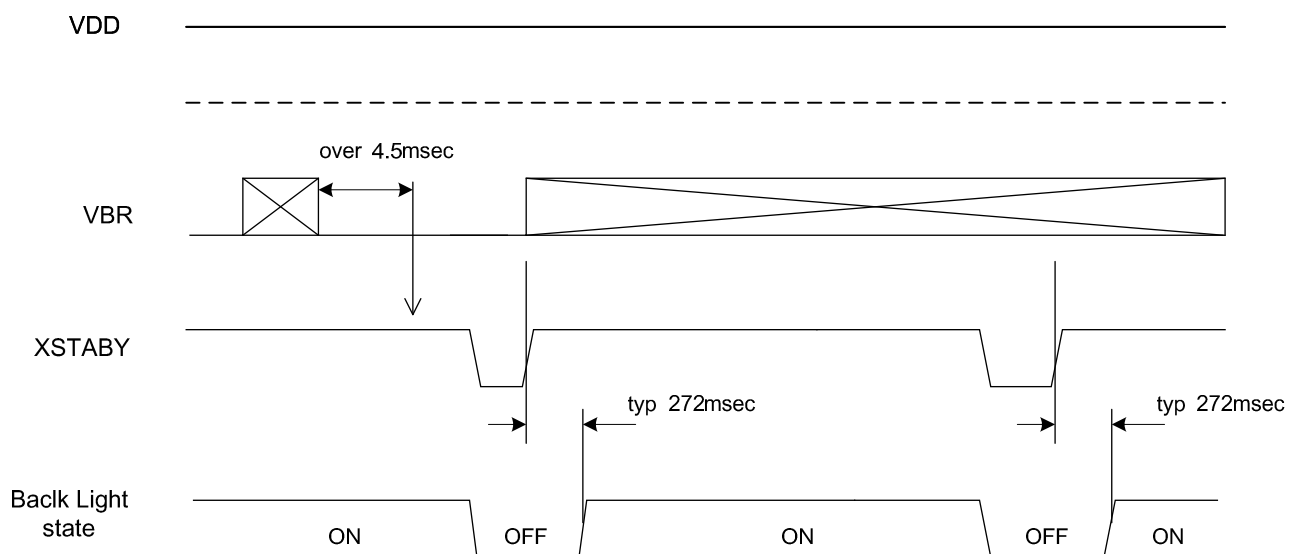 VDD
over 4.5msec
VBR
XSTABY
typ 272msec
typ 272msec
Baclk Light
state
ON
OFF
ON
OFF
ON